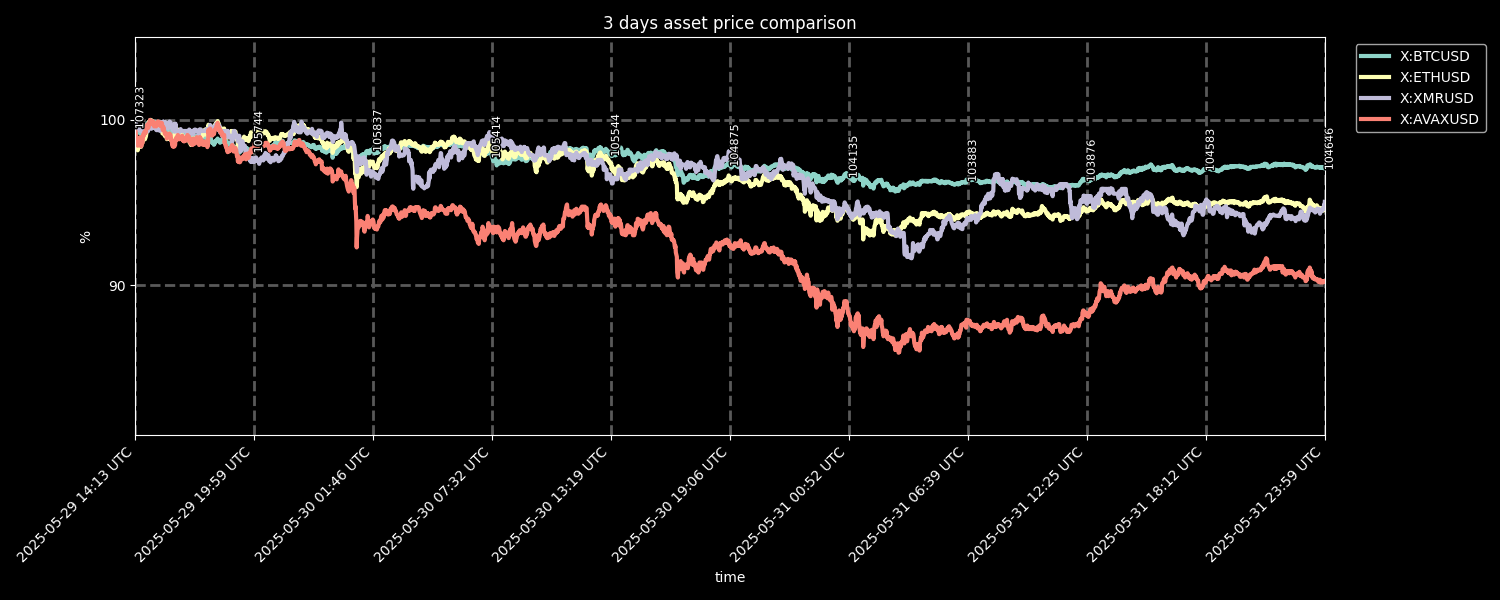 3 days asset price comparison
X:BTCUSD
X:ETHUSD
X:XMRUSD
X:AVAXUSD
%
100
90
107323
105744
105837
105414
105544
104875
104135
103883
103876
104583
104646
2025-05-29 14:13 UTC
2025-05-29 19:59 UTC
2025-05-30 01:46 UTC
2025-05-30 07:32 UTC
2025-05-30 13:19 UTC
2025-05-30 19:06 UTC
2025-05-31 00:52 UTC
2025-05-31 06:39 UTC
2025-05-31 12:25 UTC
2025-05-31 18:12 UTC
2025-05-31 23:59 UTC
time